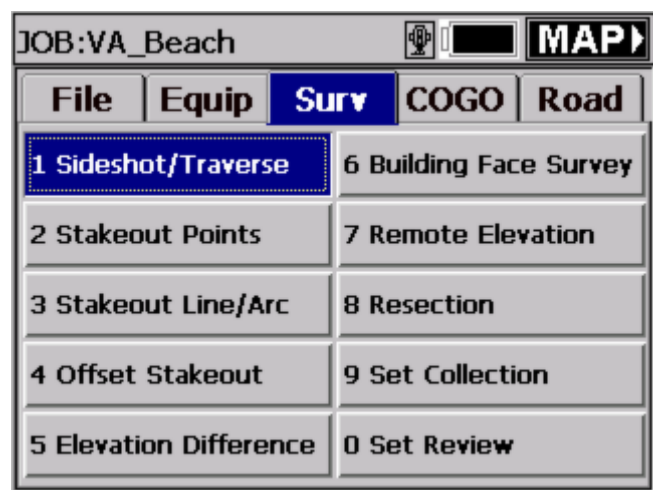 JOB:VA_Beach MAP
File Equip Surv COGO Road
1 Sideshot/Traverse 6 Building Face Survey
2 Stakeout Points 7 Remote Elevation
3 Stakeout Line/Arc 8 Resection
4 Offset Stakeout 9 Set Collection
5 Elevation Difference 0 Set Review